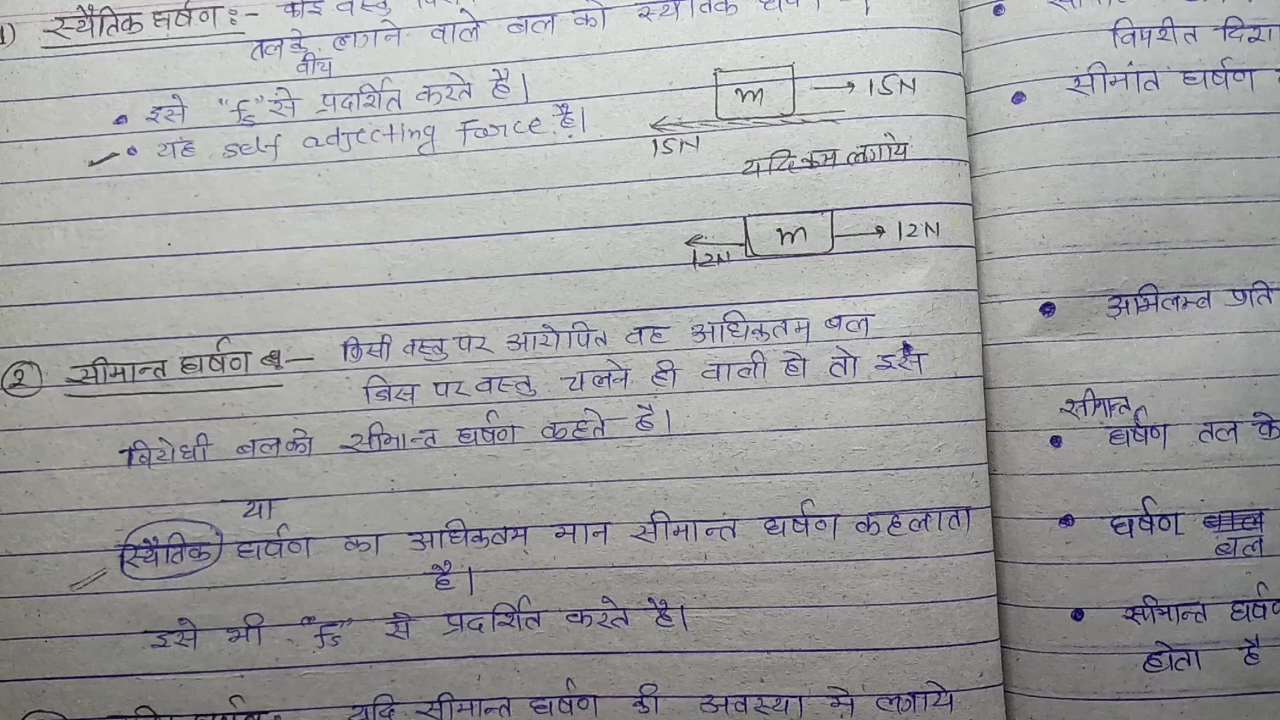 1) स्थैतिक घर्षण :-
तल के लगने वाले बल को स्थैतिक
वीय
• इसे "fs" से प्रदर्शित करते है।
• यह self adjecting Force है।
m → 15N
15N
यदि कम लगाये
m → 12N
12N
② सीमान्त घर्षण :- किसी वस्तु पर आरोपित वह अधिकतम बल
जिस पर वस्तु चलने ही वाली हो तो इस
विरोधी बल को सीमान्त घर्षण कहते है।
या
स्थैतिक घर्षण का अधिकतम मान सीमान्त घर्षण कहलाता
है।
इसे भी "fs" से प्रदर्शित करते है।
यदि सीमान्त घर्षण की अवस्था में लगाये
विपरीत दिशा
• सीमांत घर्षण
• अभिलम्ब प्रति
सीमान्त
• घर्षण तल के
• घर्षण बल
• सीमान्त घर्षण
होता है